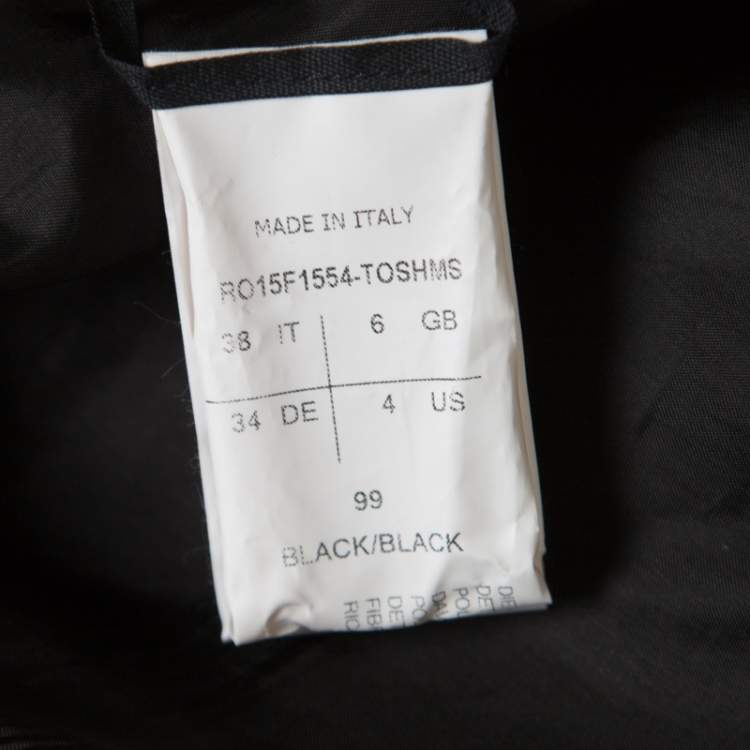 MADE IN ITALY
RO15F1554-TOSHMS
38 IT 6 GB
34 DE 4 US
99
BLACK/BLACK